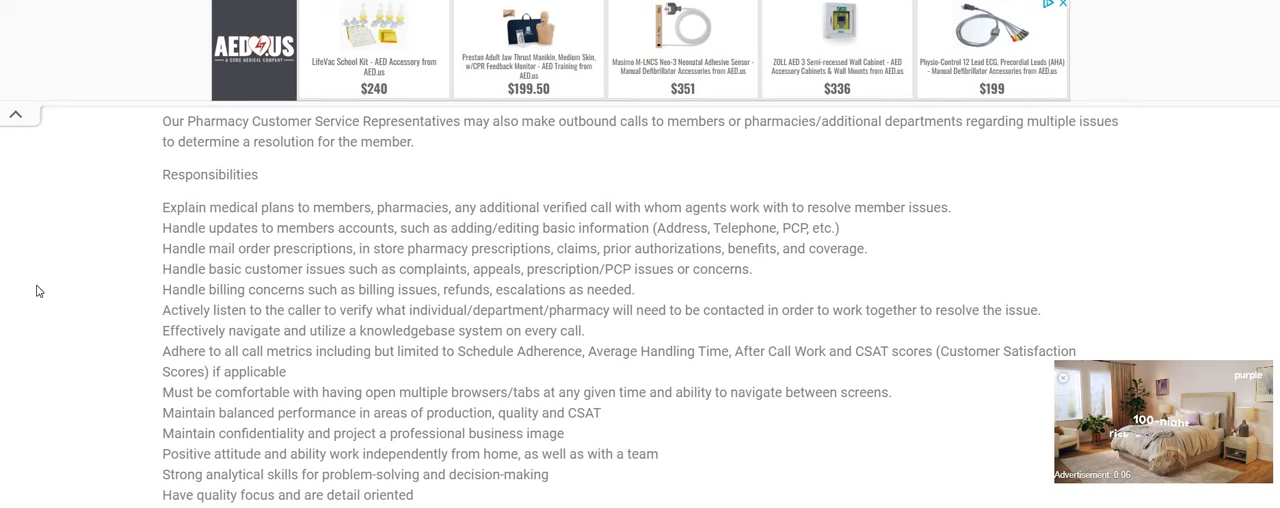 AED US
A CORO MEDICAL COMPANY
LifeVac School Kit - AED Accessory from
AED.us
$240
Prestan Adult Jaw Thrust Manikin, Medium Skin,
w/CPR Feedback Monitor - AED Training from
AED.us
$199.50
Masimo M-LNCS Neo-3 Neonatal Adhesive Sensor -
Manual Defibrillator Accessories from AED.us
$351
ZOLL AED 3 Semi-recessed Wall Cabinet - AED
Accessory Cabinets & Wall Mounts from AED.us
$336
Physio-Control 12 Lead ECG, Precordial Leads (AHA)
- Manual Defibrillator Accessories from AED.us
$199
Our Pharmacy Customer Service Representatives may also make outbound calls to members or pharmacies/additional departments regarding multiple issues
to determine a resolution for the member.
Responsibilities
Explain medical plans to members, pharmacies, any additional verified call with whom agents work with to resolve member issues.
Handle updates to members accounts, such as adding/editing basic information (Address, Telephone, PCP, etc.)
Handle mail order prescriptions, in store pharmacy prescriptions, claims, prior authorizations, benefits, and coverage.
Handle basic customer issues such as complaints, appeals, prescription/PCP issues or concerns.
Handle billing concerns such as billing issues, refunds, escalations as needed.
Actively listen to the caller to verify what individual/department/pharmacy will need to be contacted in order to work together to resolve the issue.
Effectively navigate and utilize a knowledgebase system on every call.
Adhere to all call metrics including but limited to Schedule Adherence, Average Handling Time, After Call Work and CSAT scores (Customer Satisfaction
Scores) if applicable
Must be comfortable with having open multiple browsers/tabs at any given time and ability to navigate between screens.
Maintain balanced performance in areas of production, quality and CSAT
Maintain confidentiality and project a professional business image
Positive attitude and ability work independently from home, as well as with a team
Strong analytical skills for problem-solving and decision-making
Have quality focus and are detail oriented
purple
100-night
Advertisement: 0:06